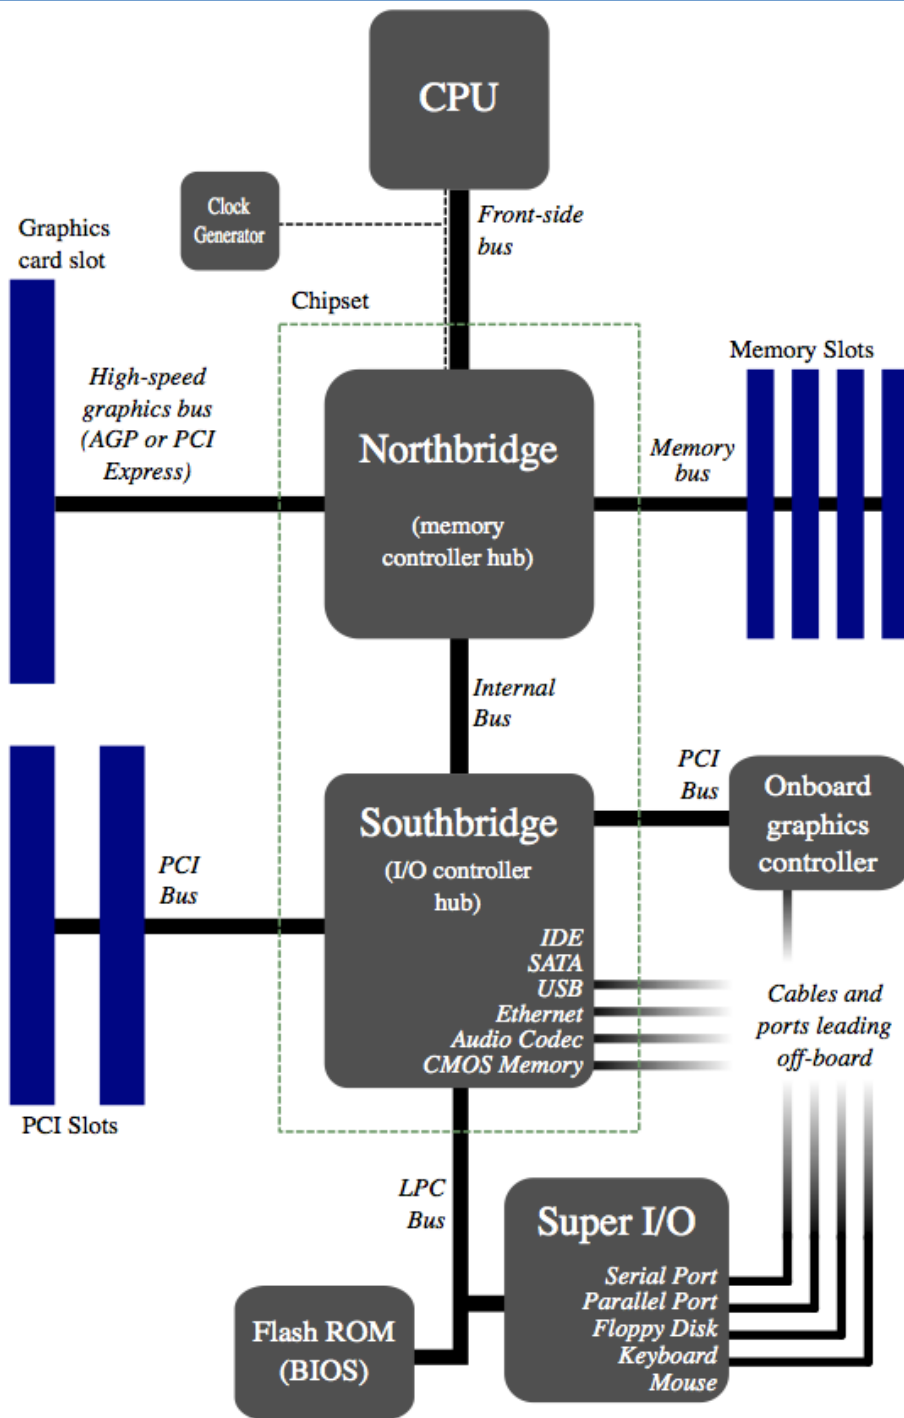 CPU
Clock
Generator
Front-side
bus
Graphics
card slot
Chipset
High-speed
graphics bus
(AGP or PCI
Express)
Northbridge
(memory
controller hub)
Memory Slots
Memory
bus
Internal
Bus
PCI
Bus
Onboard
graphics
controller
Southbridge
(I/O controller
hub)
PCI
Bus
IDE
SATA
USB
Ethernet
Audio Codec
CMOS Memory
Cables and
ports leading
off-board
PCI Slots
LPC
Bus
Super I/O
Serial Port
Parallel Port
Floppy Disk
Keyboard
Mouse
Flash ROM
(BIOS)